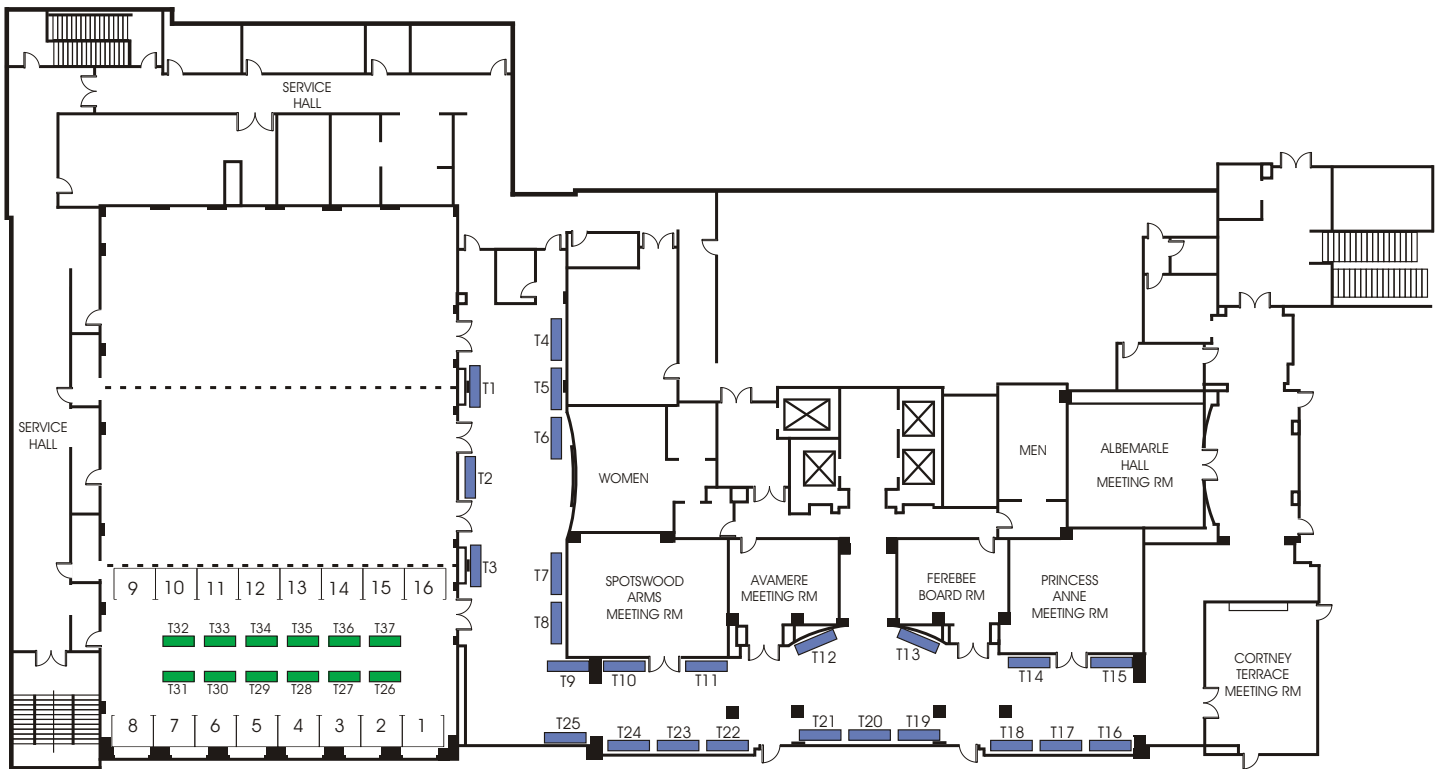 SERVICE
HALL
T4
T1
T5
T6
SERVICE
HALL
T2
WOMEN
MEN
ALBEMARLE
HALL
MEETING RM
T3
T7
T8
SPOTSWOOD
ARMS
MEETING RM
AVAMERE
MEETING RM
FEREBEE
BOARD RM
PRINCESS
ANNE
MEETING RM
9 10 11 12 13 14 15 16
T32 T33 T34 T35 T36 T37
T31 T30 T29 T28 T27 T26
8 7 6 5 4 3 2 1
T9 T10 T11 T12 T13 T14 T15
CORTNEY
TERRACE
MEETING RM
T25 T24 T23 T22 T21 T20 T19 T18 T17 T16